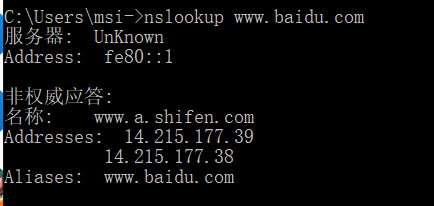 C:\Users\msi->nslookup www.baidu.com
服务器:  UnKnown
Address:  fe80::1
非权威应答:
名称:    www.a.shifen.com
Addresses:  14.215.177.39
14.215.177.38
Aliases:  www.baidu.com